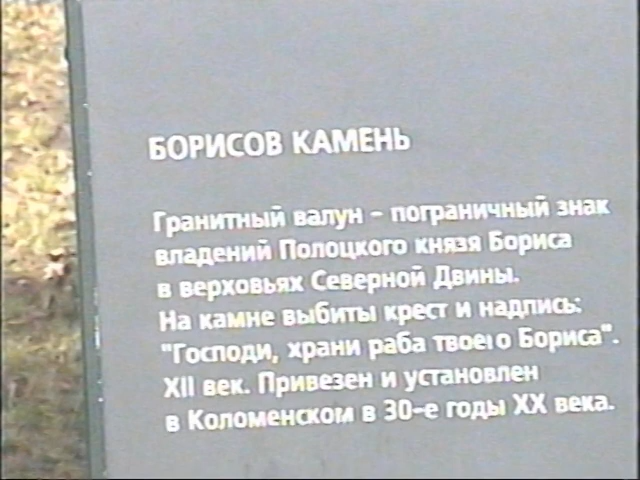 БОРИСОВ КАМЕНЬ
Гранитный валун - пограничный знак
владений Полоцкого князя Бориса
в верховьях Северной Двины.
На камне выбиты крест и надпись:
"Господи, храни раба твоего Бориса".
XII век. Привезен и установлен
в Коломенском в 30-е годы XX века.